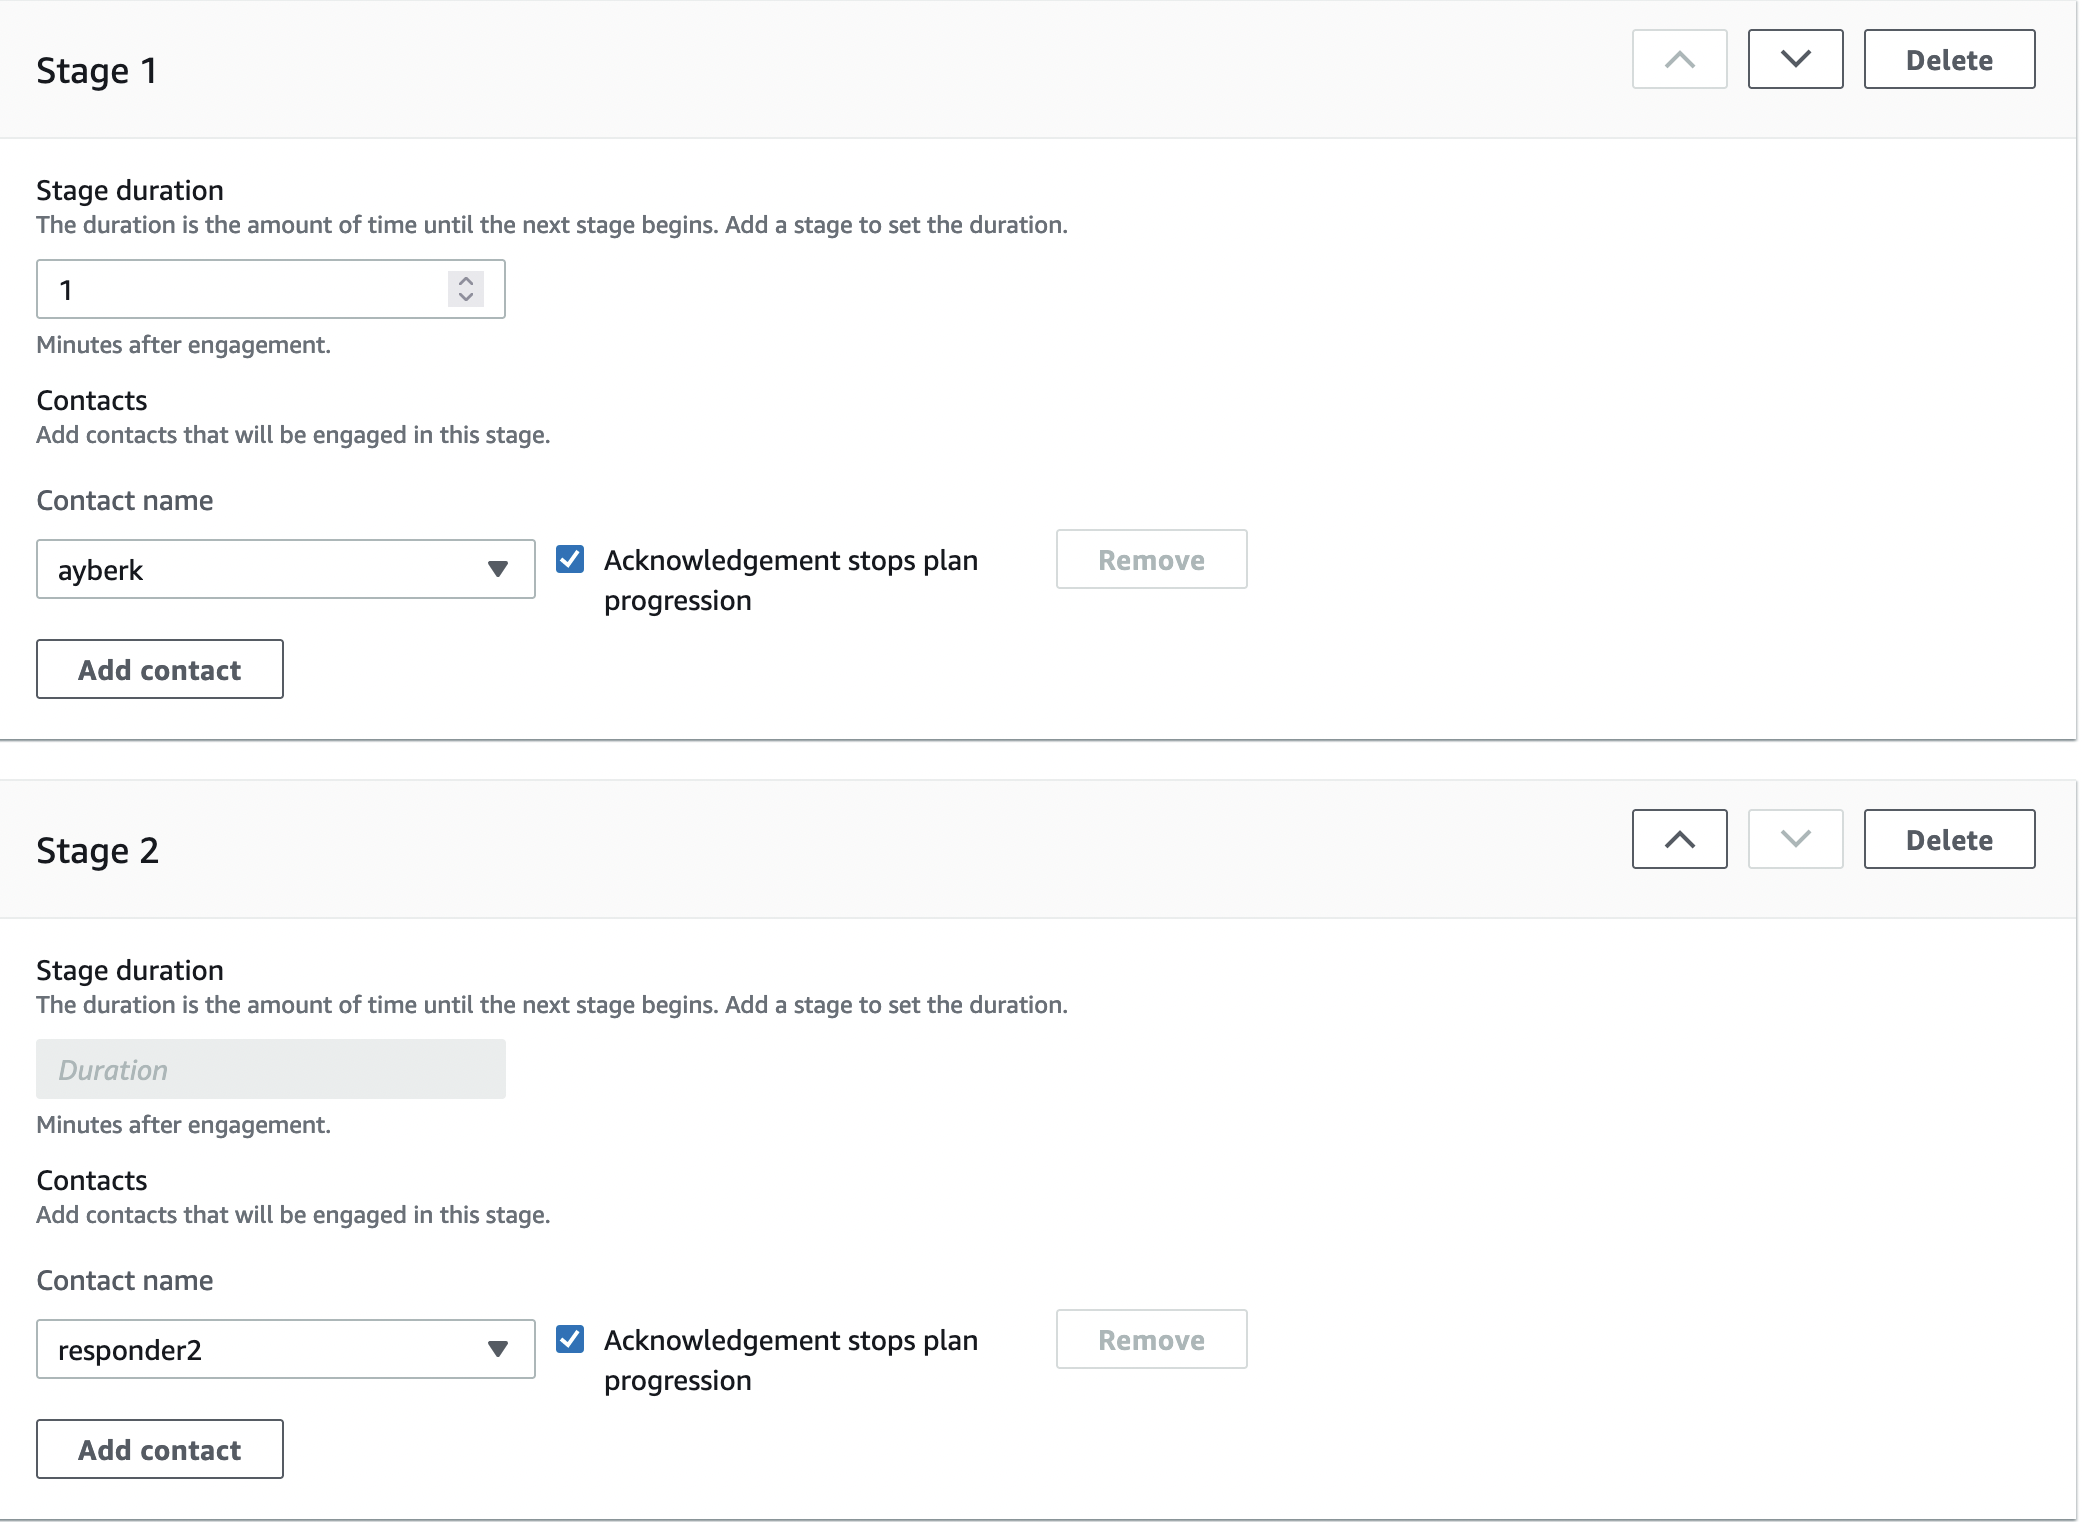 Stage 1
Delete
Stage duration
The duration is the amount of time until the next stage begins. Add a stage to set the duration.
1
Minutes after engagement.
Contacts
Add contacts that will be engaged in this stage.
Contact name
ayberk
Acknowledgement stops plan
progression
Remove
Add contact
Stage 2
Delete
Stage duration
The duration is the amount of time until the next stage begins. Add a stage to set the duration.
Duration
Minutes after engagement.
Contacts
Add contacts that will be engaged in this stage.
Contact name
responder2
Acknowledgement stops plan
progression
Remove
Add contact